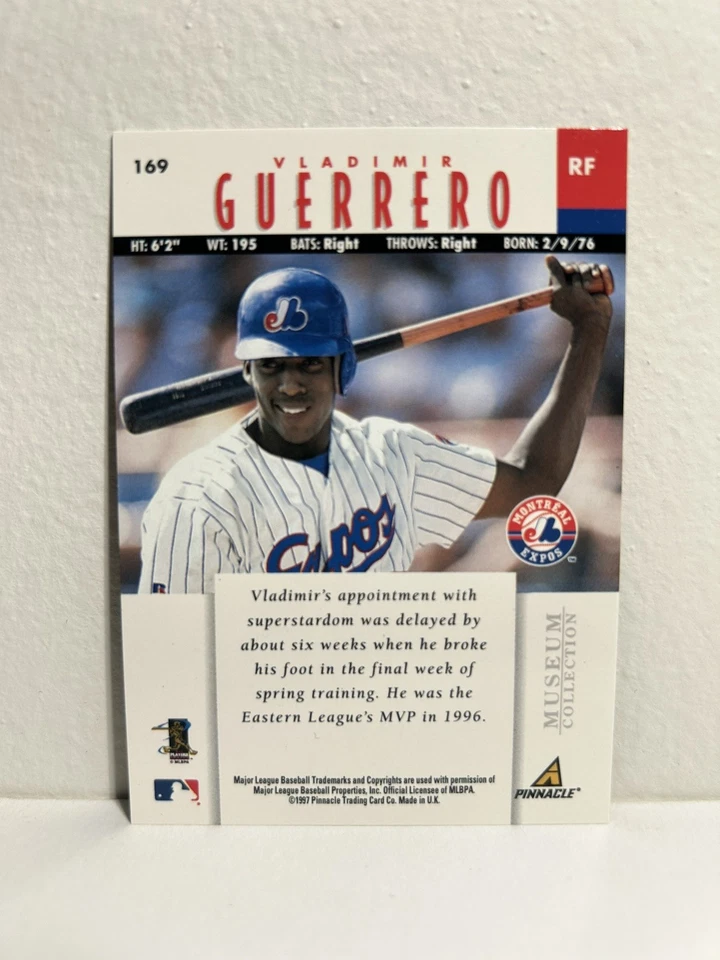 169
VLADIMIR
GUERRERO
RF
HT: 6'2" WT: 195 BATS: Right THROWS: Right BORN: 2/9/76
Expos
MONTREAL
EXPOS
Vladimir's appointment with
superstardom was delayed by
about six weeks when he broke
his foot in the final week of
spring training. He was the
Eastern League's MVP in 1996.
MUSEUM
COLLECTION
PINNACLE
Major League Baseball Trademarks and Copyrights are used with permission of
Major League Baseball Properties, Inc. Official Licensee of MLBPA.
©1997 Pinnacle Trading Card Co. Made in U.K.